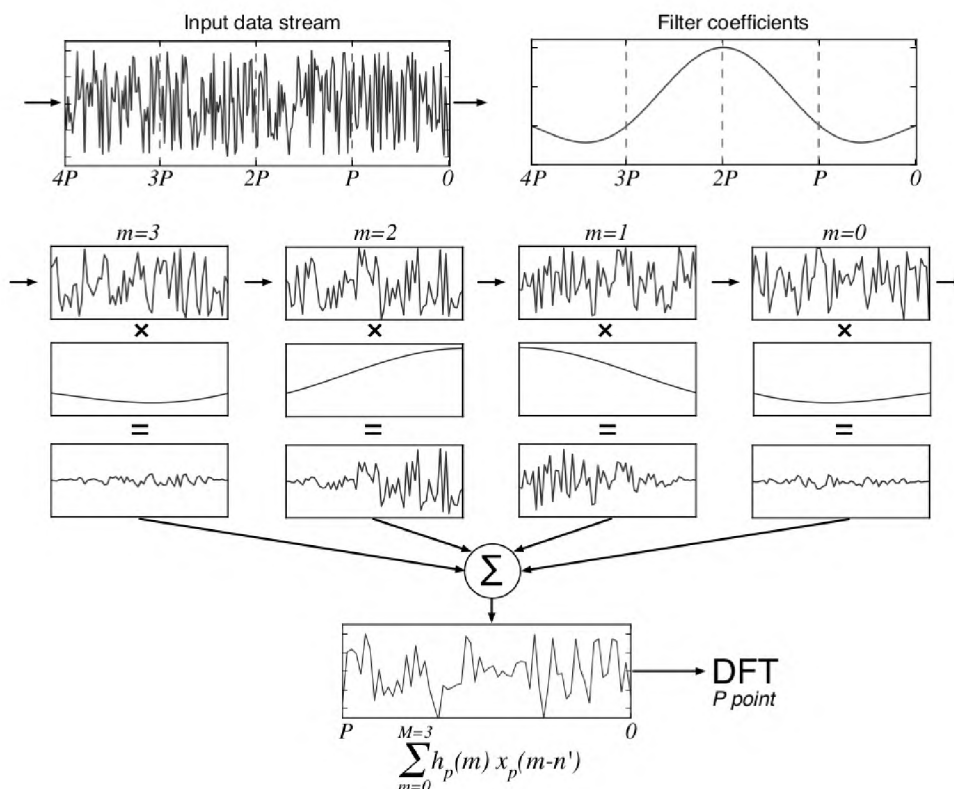 Input data stream
Filter coefficients
4P 3P 2P P 0
4P 3P 2P P 0
m=3 m=2 m=1 m=0
× × × ×
= = = =
Σ
DFT
P point
P 0
M=3
∑ h_p(m) x_p(m-n')
m=0